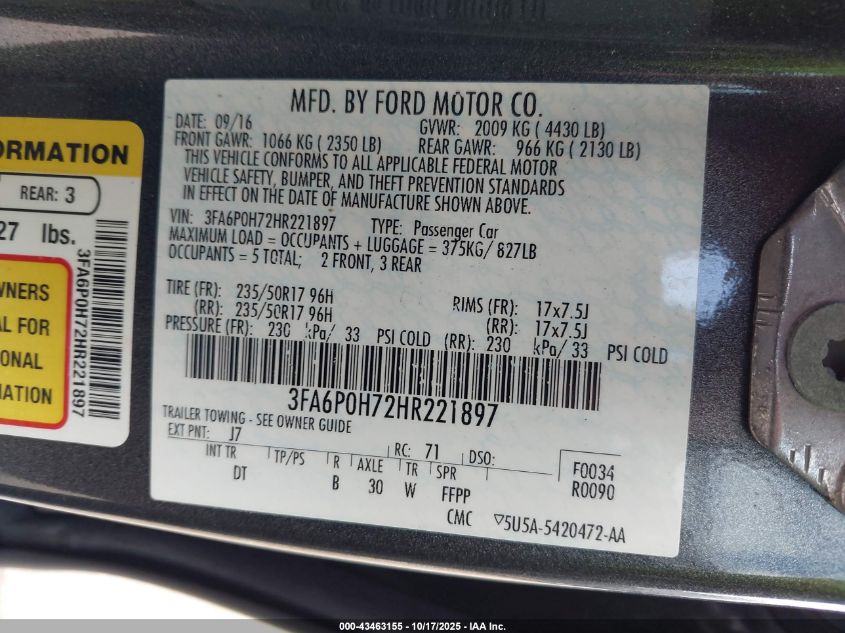 MFD. BY FORD MOTOR CO.
DATE: 09/16
GVWR: 2009 KG ( 4430 LB)
FRONT GAWR: 1066 KG ( 2350 LB)
REAR GAWR: 966 KG ( 2130 LB)
THIS VEHICLE CONFORMS TO ALL APPLICABLE FEDERAL MOTOR
VEHICLE SAFETY, BUMPER, AND THEFT PREVENTION STANDARDS
IN EFFECT ON THE DATE OF MANUFACTURE SHOWN ABOVE.
VIN: 3FA6P0H72HR221897 TYPE: Passenger Car
MAXIMUM LOAD = OCCUPANTS + LUGGAGE = 375KG/ 827LB
OCCUPANTS = 5 TOTAL; 2 FRONT, 3 REAR
TIRE (FR): 235/50R17 96H RIMS (FR): 17x7.5J
(RR): 235/50R17 96H (RR): 17x7.5J
PRESSURE (FR): 230 kPa/ 33 PSI COLD (RR): 230 kPa/ 33 PSI COLD
3FA6P0H72HR221897
TRAILER TOWING - SEE OWNER GUIDE
EXT PNT: J7 RC: 71 DSO:
INT TR TP/PS R AXLE TR SPR F0034
DT B 30 W FFPP R0090
CMC ▽5U5A-5420472-AA
ORMATION
REAR: 3
27 lbs.
3FA6P0H72HR221897
WNERS
AL FOR
IONAL
MATION
000-43463155 - 10/17/2025 - IAA Inc.